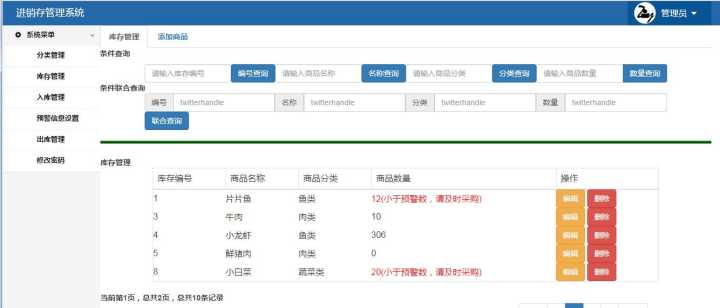 进销存管理系统
管理员
系统菜单
分类管理
库存管理
入库管理
预警信息设置
出库管理
修改密码
库存管理 添加商品
条件查询
请输入库存编号 编号查询 请输入商品名称 名称查询 请输入商品分类 分类查询 请输入商品数量 数量查询
条件联合查询
编号 twitterhandle 名称 twitterhandle 分类 twitterhandle 数量 twitterhandle
联合查询
库存管理
库存编号 商品名称 商品分类 商品数量 操作
1 片片鱼 鱼类 12(小于预警数，请及时采购) 编辑 删除
3 牛肉 肉类 10 编辑 删除
4 小龙虾 鱼类 306 编辑 删除
5 鲜猪肉 肉类 0 编辑 删除
8 小白菜 蔬菜类 20(小于预警数，请及时采购) 编辑 删除
当前第1页，总共2页，总共10条记录